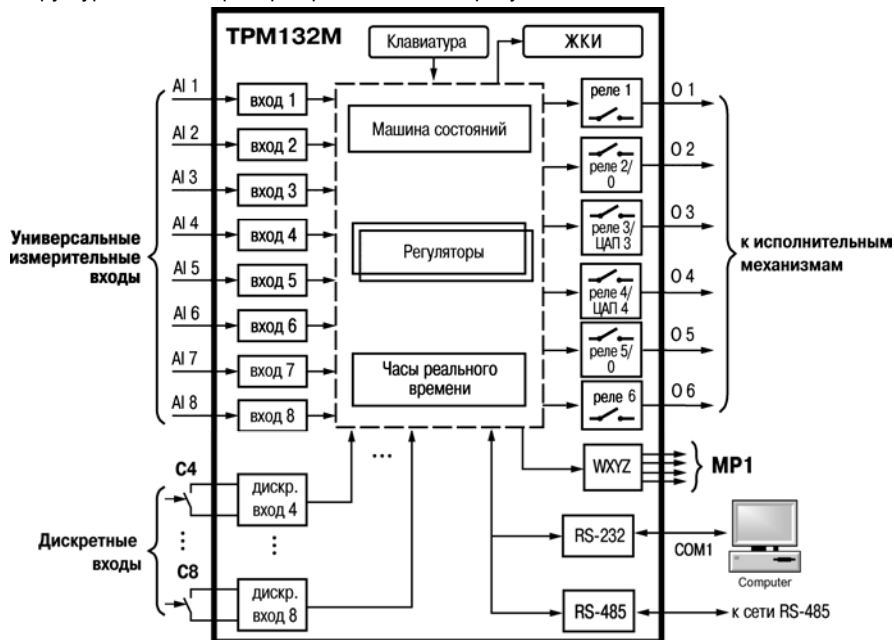 ТРМ132М
Клавиатура
ЖКИ
AI 1
вход 1
AI 2
вход 2
AI 3
вход 3
AI 4
вход 4
AI 5
вход 5
AI 6
вход 6
AI 7
вход 7
AI 8
вход 8
Универсальные
измерительные
входы
Машина состояний
Регуляторы
Часы реального
времени
реле 1
O 1
реле 2/
0
O 2
реле 3/
ЦАП 3
O 3
реле 4/
ЦАП 4
O 4
реле 5/
0
O 5
реле 6
O 6
к исполнительным
механизмам
...
C4
дискр.
вход 4
Дискретные
входы
C8
дискр.
вход 8
WXYZ
МР1
RS-232
COM1
Computer
RS-485
к сети RS-485